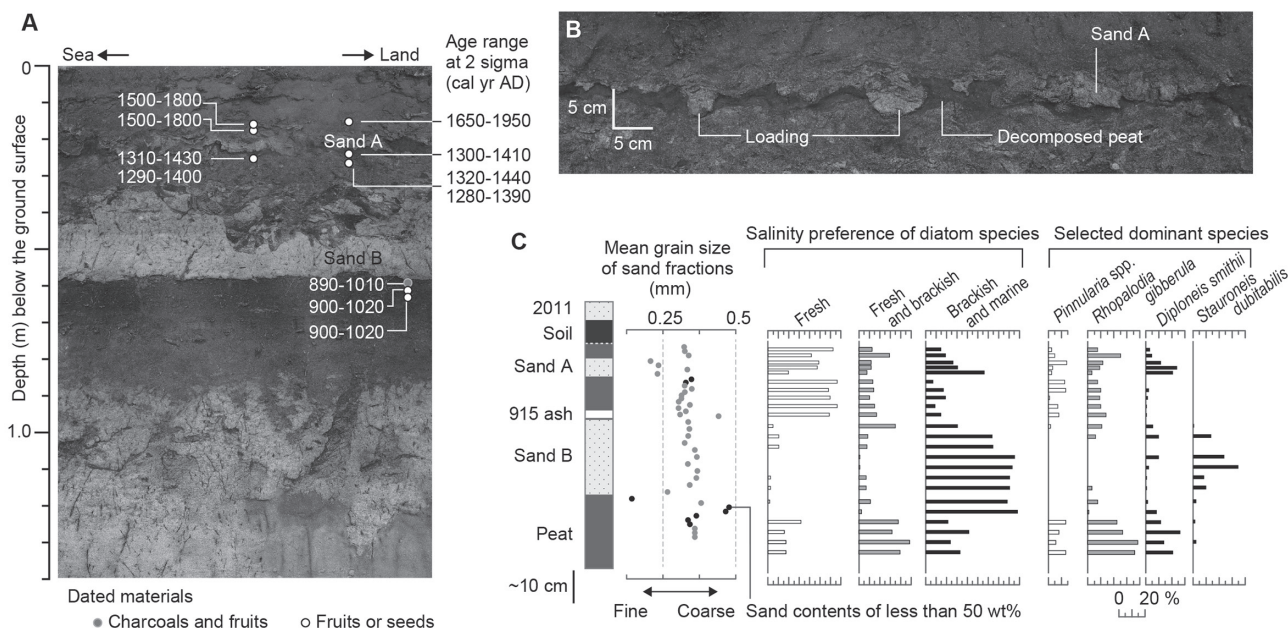 A
Sea
Land
Age range
at 2 sigma
(cal yr AD)
0
1500-1800
1500-1800
1650-1950
Sand A
1310-1430
1290-1400
1300-1410
1320-1440
1280-1390
Sand B
890-1010
900-1020
900-1020
1.0
Depth (m) below the ground surface
Dated materials
Charcoals and fruits
Fruits or seeds
B
Sand A
5 cm
5 cm
Loading
Decomposed peat
C
Mean grain size
of sand fractions
(mm)
0.25
0.5
Salinity preference of diatom species
Fresh
Fresh
and brackish
Brackish
and marine
Selected dominant species
Pinnularia spp.
Rhopalodia
gibberula
Diploneis smithii
Stauroneis
dubitabilis
2011
Soil
Sand A
915 ash
Sand B
Peat
~10 cm
Fine
Coarse
Sand contents of less than 50 wt%
0 20 %